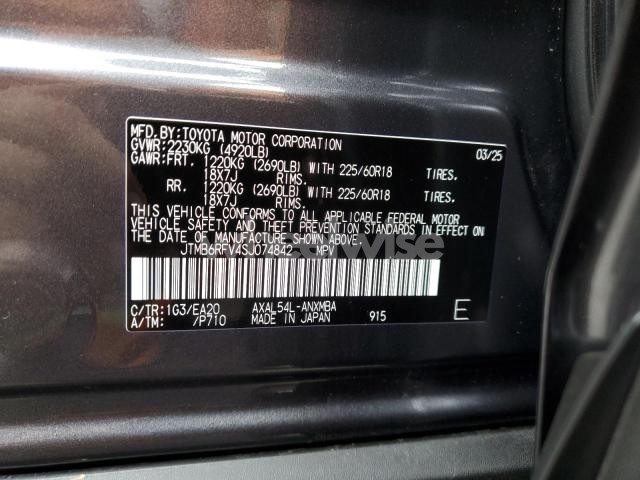 MFD.BY:TOYOTA MOTOR CORPORATION 03/25
GVWR:2230KG (4920LB)
GAWR:FRT. 1220KG (2690LB) WITH 225/60R18 TIRES.
18X7J RIMS.
RR. 1220KG (2690LB) WITH 225/60R18 TIRES.
18X7J RIMS.
THIS VEHICLE CONFORMS TO ALL APPLICABLE FEDERAL MOTOR
VEHICLE SAFETY AND THEFT PREVENTION STANDARDS IN EFFECT
ON THE DATE OF MANUFACTURE SHOWN ABOVE.
JTMB6RFV4SJ074842 MPV
C/TR:1G3/EA20 AXAL54L-ANXMBA
A/TM: /P710 MADE IN JAPAN 915 E